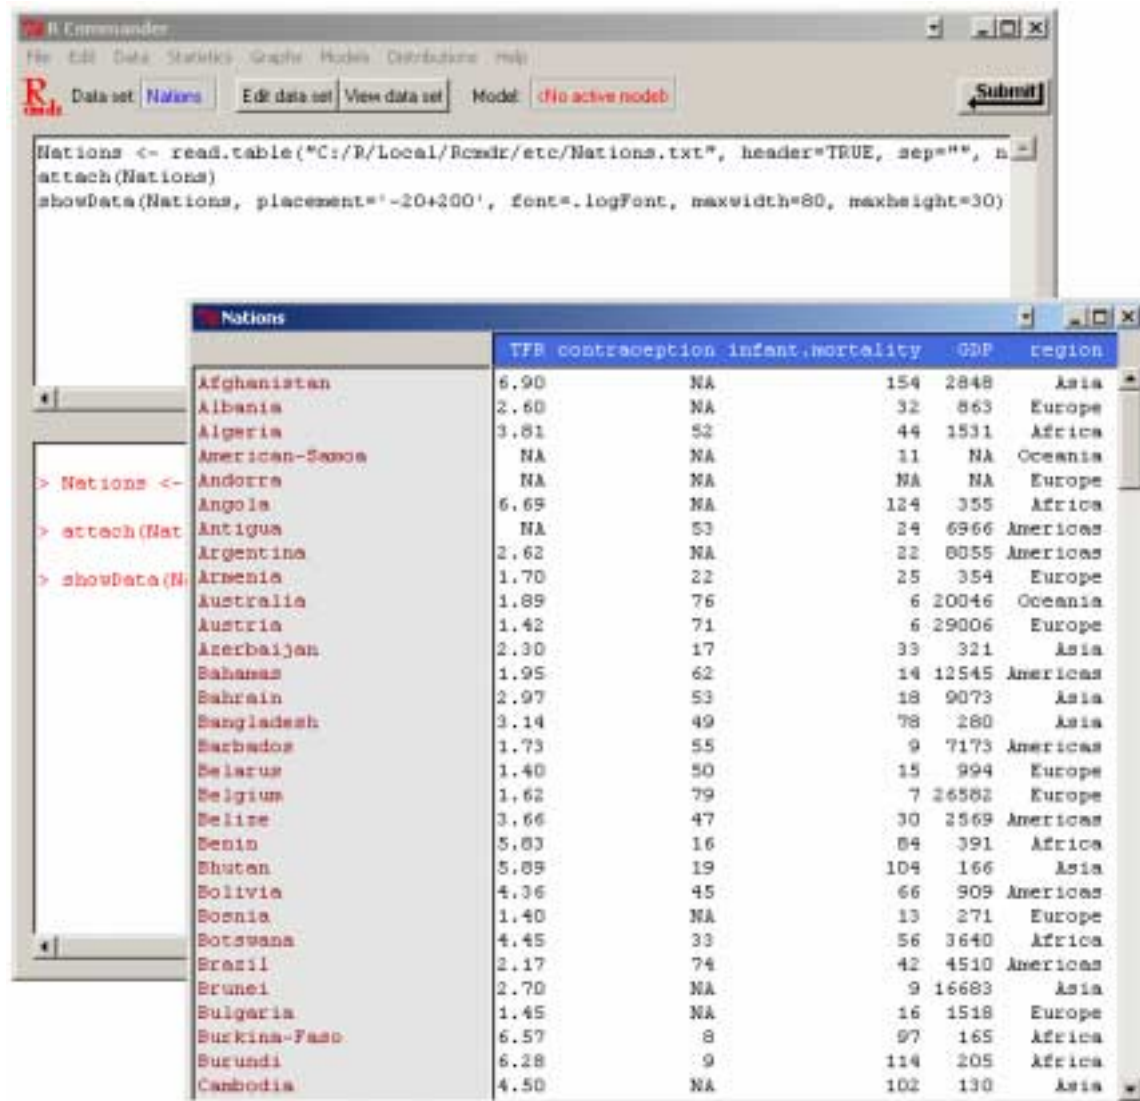 R Commander
File Edit Data Statistics Graphs Models Distributions Help
R cmdr Data set: Nations Edit data set View data set Model: <No active model> Submit
Nations <- read.table("C:/R/Local/Rcmdr/etc/Nations.txt", header=TRUE, sep="", n
attach(Nations)
showData(Nations, placement='-20+200', font=.logFont, maxwidth=80, maxheight=30)
> Nations <-
> attach(Nat
> showData(N
Nations
TFR contraception infant.mortality GDP region
Afghanistan 6.90 NA 154 2848 Asia
Albania 2.60 NA 32 863 Europe
Algeria 3.81 52 44 1531 Africa
American-Samoa NA NA 11 NA Oceania
Andorra NA NA NA NA Europe
Angola 6.69 NA 124 355 Africa
Antigua NA 53 24 6966 Americas
Argentina 2.62 NA 22 8055 Americas
Armenia 1.70 22 25 354 Europe
Australia 1.89 76 6 20046 Oceania
Austria 1.42 71 6 29006 Europe
Azerbaijan 2.30 17 33 321 Asia
Bahamas 1.95 62 14 12545 Americas
Bahrain 2.97 53 18 9073 Asia
Bangladesh 3.14 49 78 280 Asia
Barbados 1.73 55 9 7173 Americas
Belarus 1.40 50 15 994 Europe
Belgium 1.62 79 7 26582 Europe
Belize 3.66 47 30 2569 Americas
Benin 5.83 16 84 391 Africa
Bhutan 5.89 19 104 166 Asia
Bolivia 4.36 45 66 909 Americas
Bosnia 1.40 NA 13 271 Europe
Botswana 4.45 33 56 3640 Africa
Brazil 2.17 74 42 4510 Americas
Brunei 2.70 NA 9 16683 Asia
Bulgaria 1.45 NA 16 1518 Europe
Burkina-Faso 6.57 8 97 165 Africa
Burundi 6.28 9 114 205 Africa
Cambodia 4.50 NA 102 130 Asia